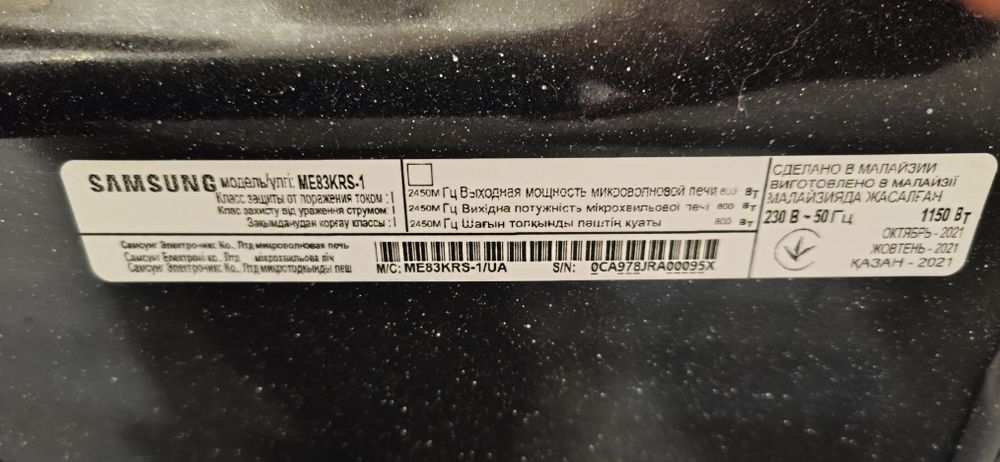 SAMSUNG модель/үлгі: ME83KRS-1
Класс защиты от поражения током : I
Клас захисту від ураження струмом : I
Зақымданудан қорғау классы : I
Самсунг Электроникс Ко., Лтд микроволновая печь
Самсунг Електронікс Ко., Лтд мікрохвильова піч
Самсунг Электроникс Ко., Лтд микротолқынды пеш
2450М Гц Выходная мощность микроволновой печи 800 Вт
2450М Гц Вихідна потужність мікрохвильової печі 800 Вт
2450М Гц Шағын толқынды пештің қуаты 800 Вт
M/C: ME83KRS-1/UA S/N: 0CA978JRA00095X
СДЕЛАНО В МАЛАЙЗИИ
ВИГОТОВЛЕНО В МАЛАЙЗІЇ
МАЛАЙЗИЯДА ЖАСАЛҒАН
230 В ~ 50 Гц 1150 Вт
ОКТЯБРЬ - 2021
ЖОВТЕНЬ - 2021
ҚАЗАН - 2021